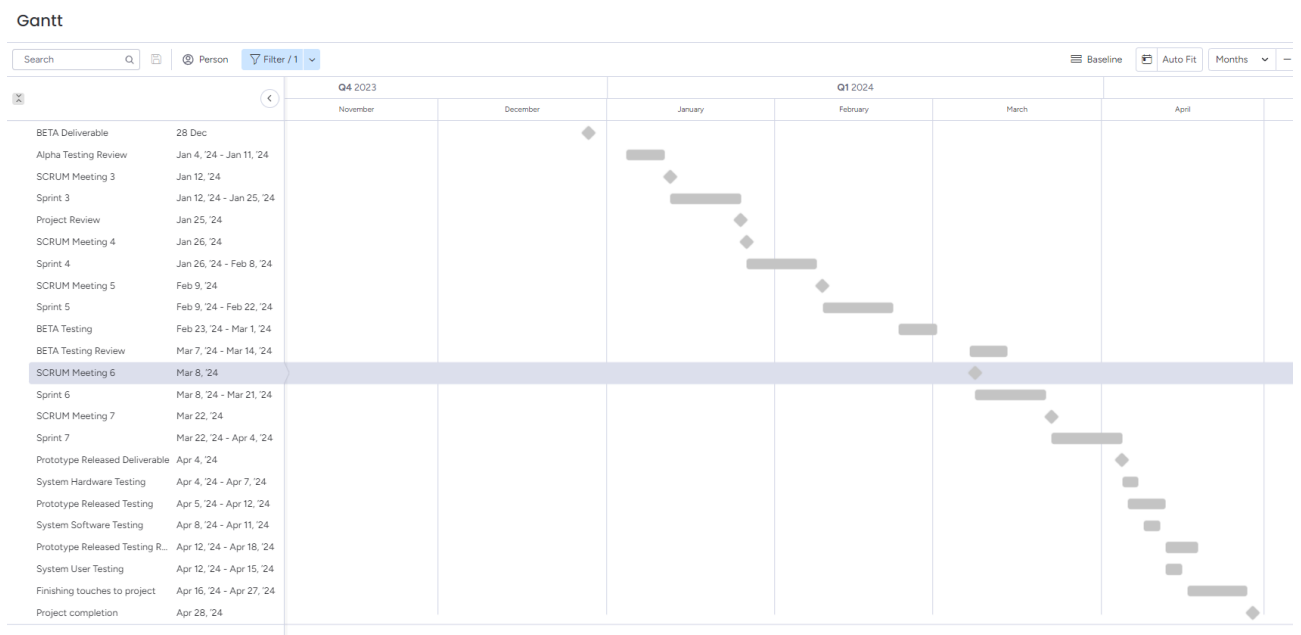 Gantt
Search Person Filter / 1 Baseline Auto Fit Months
Q4 2023 Q1 2024
November December January February March April
BETA Deliverable 28 Dec
Alpha Testing Review Jan 4, '24 - Jan 11, '24
SCRUM Meeting 3 Jan 12, '24
Sprint 3 Jan 12, '24 - Jan 25, '24
Project Review Jan 25, '24
SCRUM Meeting 4 Jan 26, '24
Sprint 4 Jan 26, '24 - Feb 8, '24
SCRUM Meeting 5 Feb 9, '24
Sprint 5 Feb 9, '24 - Feb 22, '24
BETA Testing Feb 23, '24 - Mar 1, '24
BETA Testing Review Mar 7, '24 - Mar 14, '24
SCRUM Meeting 6 Mar 8, '24
Sprint 6 Mar 8, '24 - Mar 21, '24
SCRUM Meeting 7 Mar 22, '24
Sprint 7 Mar 22, '24 - Apr 4, '24
Prototype Released Deliverable Apr 4, '24
System Hardware Testing Apr 4, '24 - Apr 7, '24
Prototype Released Testing Apr 5, '24 - Apr 12, '24
System Software Testing Apr 8, '24 - Apr 11, '24
Prototype Released Testing R... Apr 12, '24 - Apr 18, '24
System User Testing Apr 12, '24 - Apr 15, '24
Finishing touches to project Apr 16, '24 - Apr 27, '24
Project completion Apr 28, '24